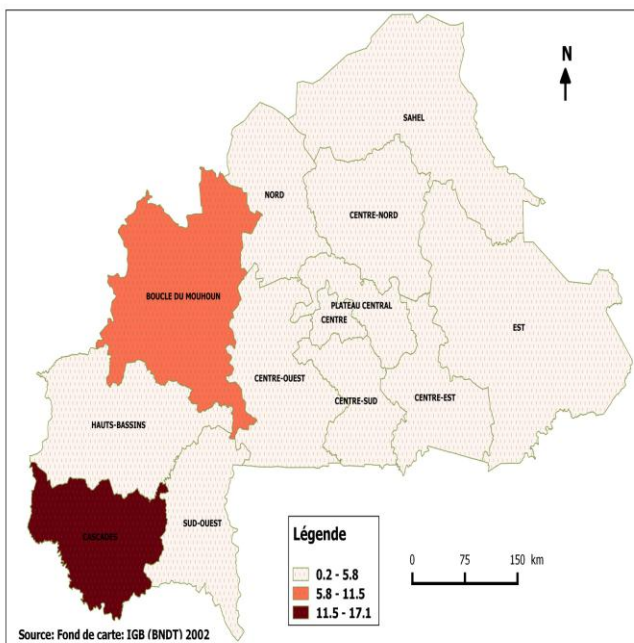 N
SAHEL
NORD
CENTRE-NORD
BOUCLE DU MOUHOUN
PLATEAU CENTRAL
CENTRE
EST
CENTRE-OUEST
CENTRE-SUD
CENTRE-EST
HAUTS-BASSINS
SUD-OUEST
CASCADES
Légende
0.2 - 5.8
5.8 - 11.5
11.5 - 17.1
0 75 150 km
Source: Fond de carte: IGB (BNDT) 2002